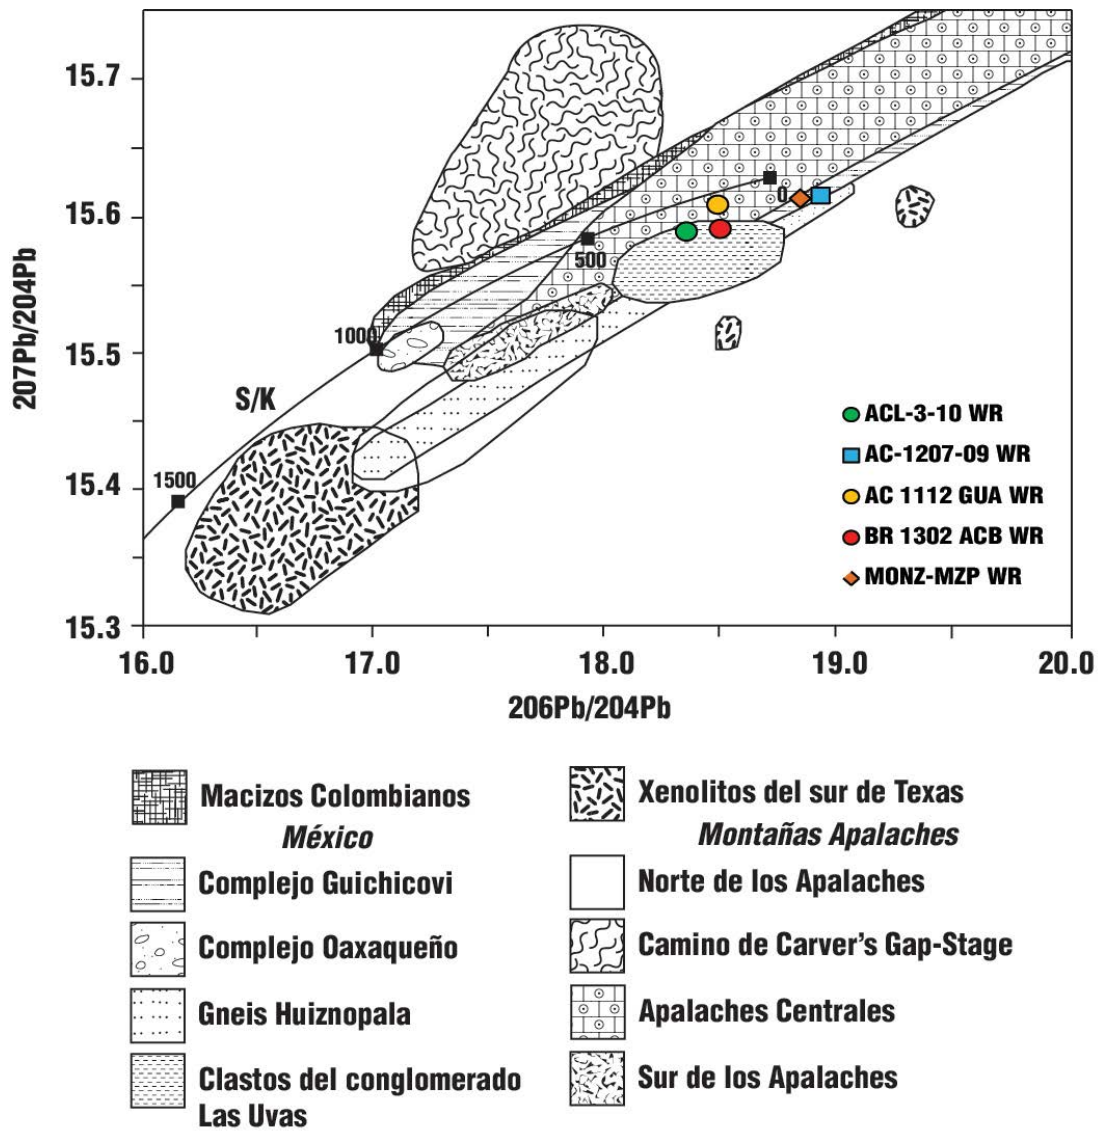 15.7
15.6
15.5
15.4
15.3
207Pb/204Pb
0
500
1000
S/K
1500
ACL-3-10 WR
AC-1207-09 WR
AC 1112 GUA WR
BR 1302 ACB WR
MONZ-MZP WR
16.0 17.0 18.0 19.0 20.0
206Pb/204Pb
Macizos Colombianos
México
Complejo Guichicovi
Complejo Oaxaqueño
Gneis Huiznopala
Clastos del conglomerado
Las Uvas
Xenolitos del sur de Texas
Montañas Apalaches
Norte de los Apalaches
Camino de Carver's Gap-Stage
Apalaches Centrales
Sur de los Apalaches